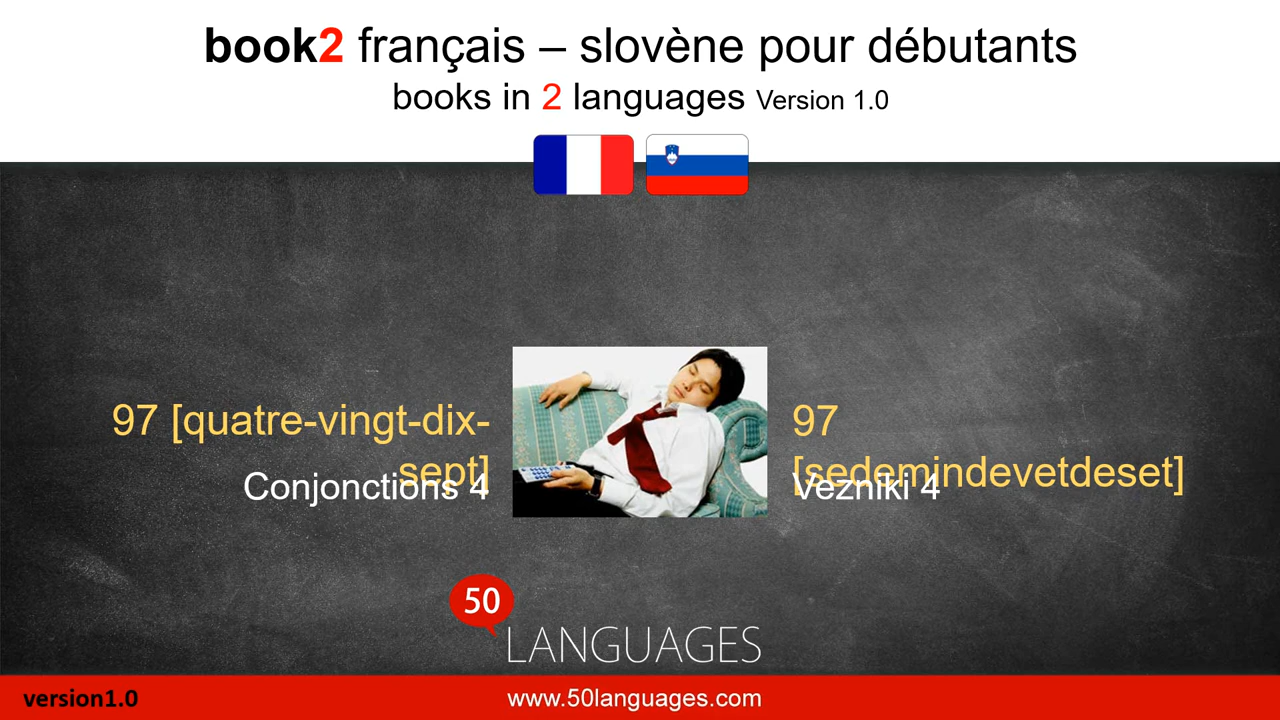 book2 français – slovène pour débutants
books in 2 languages Version 1.0
97 [quatre-vingt-dix-
sept]
Conjonctions 4
97
[sedemindevetdeset]
Vezniki 4
50
LANGUAGES
version1.0
www.50languages.com